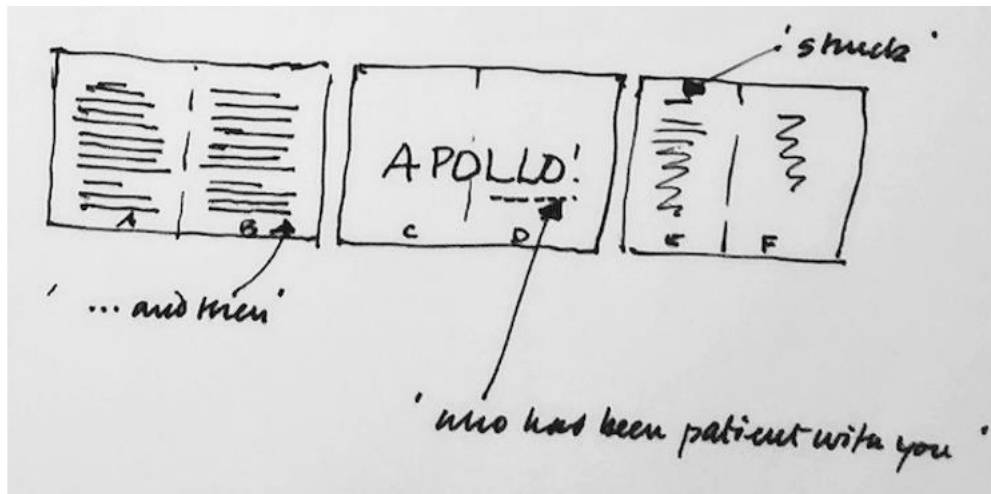 'stuck'
APOLLO!
A B C D E F
'... and then'
'who has been patient with you'